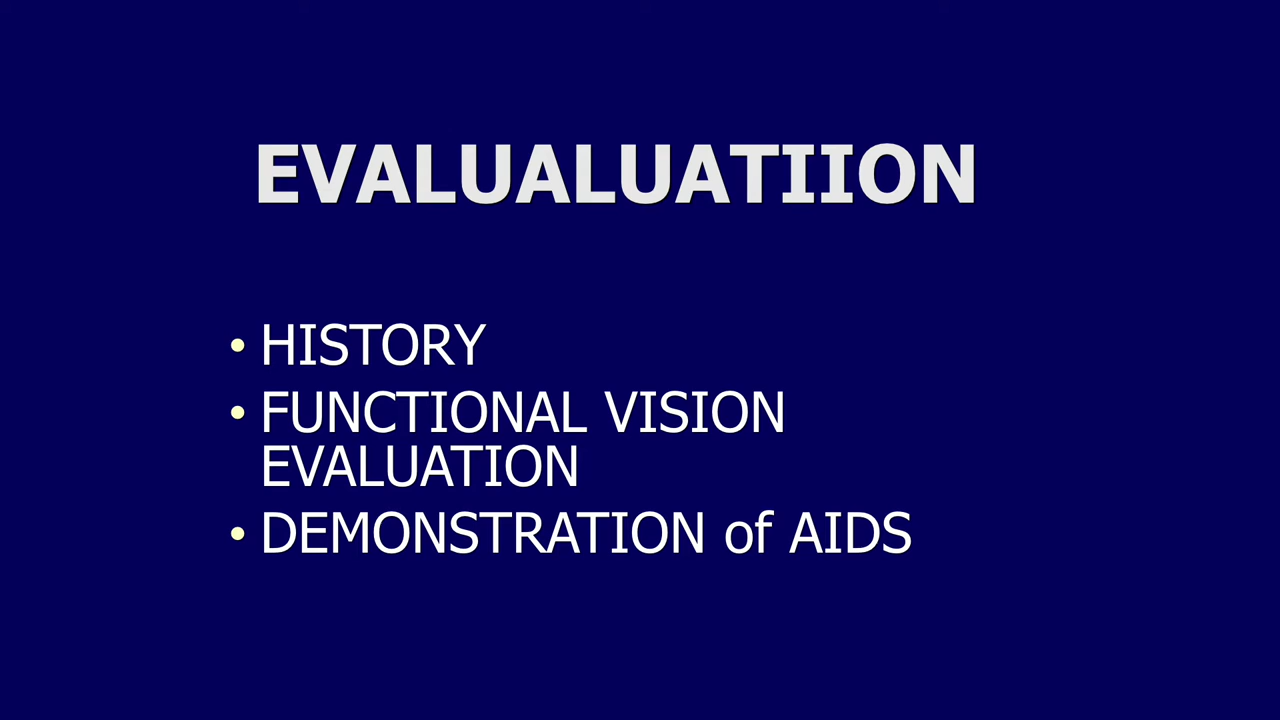 EVALUALUATIION
• HISTORY
• FUNCTIONAL VISION
EVALUATION
• DEMONSTRATION of AIDS